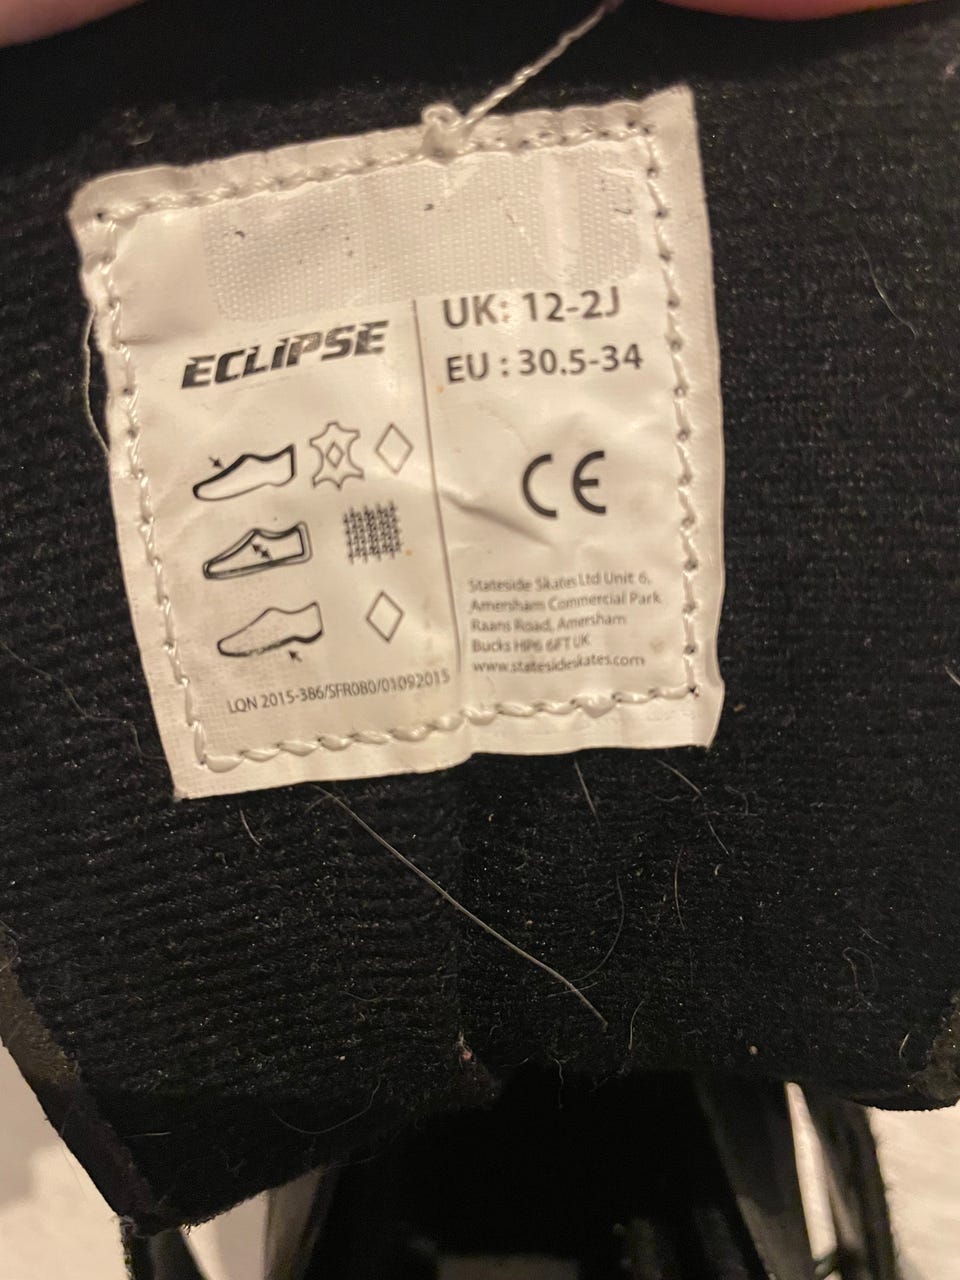 ECLIPSE
UK: 12-2J
EU : 30.5-34
CE
Stateside Skates Ltd Unit 6,
Amersham Commercial Park
Raans Road, Amersham
Bucks HP6 6FT UK
www.statesideskates.com
LQN 2015-386/SFR080/01092015